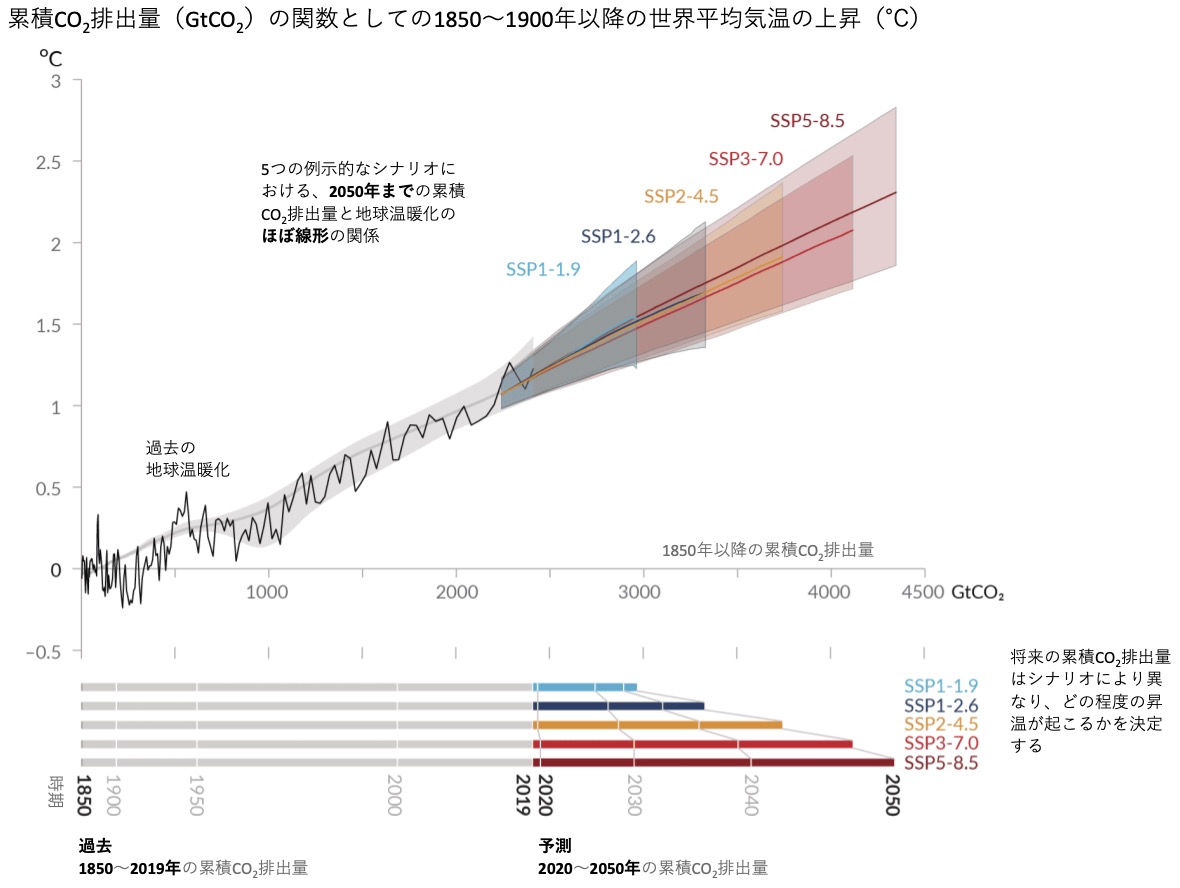 累積CO₂排出量（GtCO₂）の関数としての1850～1900年以降の世界平均気温の上昇（℃）
℃
3
2.5
2
1.5
1
0.5
0
−0.5
SSP5-8.5
SSP3-7.0
SSP2-4.5
SSP1-2.6
SSP1-1.9
5つの例示的なシナリオに
おける、2050年までの累積
CO₂排出量と地球温暖化の
ほぼ線形の関係
過去の
地球温暖化
1850年以降の累積CO₂排出量
1000
2000
3000
4000
4500 GtCO₂
SSP1-1.9
SSP1-2.6
SSP2-4.5
SSP3-7.0
SSP5-8.5
将来の累積CO₂排出量
はシナリオにより異
なり、どの程度の昇
温が起こるかを決定
する
時期
1850
1900
1950
2000
2019
2020
2030
2040
2050
過去
1850～2019年の累積CO₂排出量
予測
2020～2050年の累積CO₂排出量